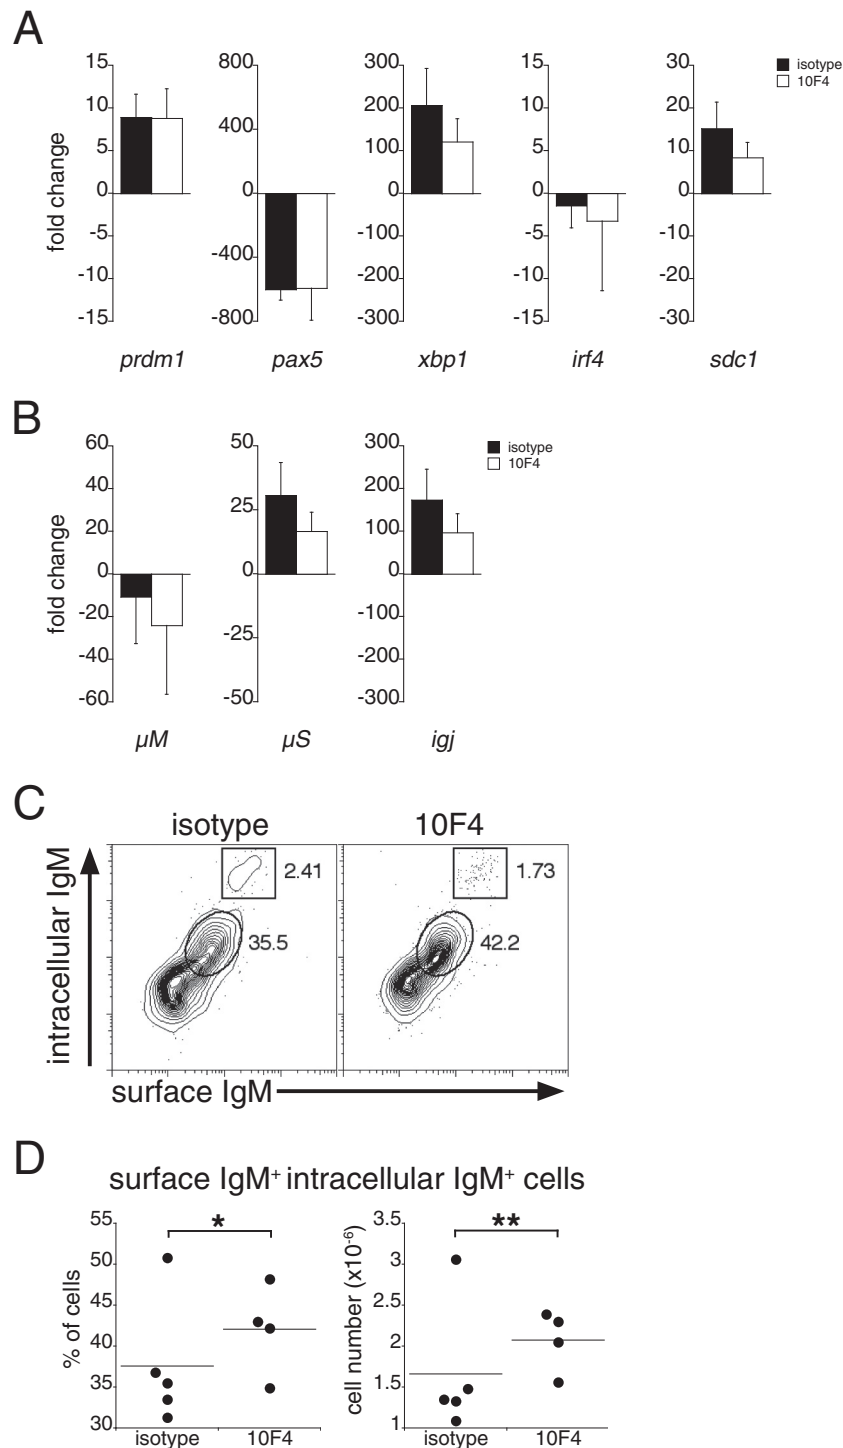 A
isotype
10F4
fold change
15
10
5
0
-5
-10
-15
prdm1
800
400
0
-400
-800
pax5
300
200
100
0
-100
-200
-300
xbp1
15
10
5
0
-5
-10
-15
irf4
30
20
10
0
-10
-20
-30
sdc1
B
isotype
10F4
fold change
60
40
20
0
-20
-40
-60
μM
50
25
0
-25
-50
μS
300
200
100
0
-100
-200
-300
igj
C
isotype
10F4
intracellular IgM
2.41
35.5
1.73
42.2
surface IgM
D
surface IgM⁺ intracellular IgM⁺ cells
% of cells
55
50
45
40
35
30
*
isotype
10F4
cell number (x10⁻⁶)
3.5
3
2.5
2
1.5
1
**
isotype
10F4